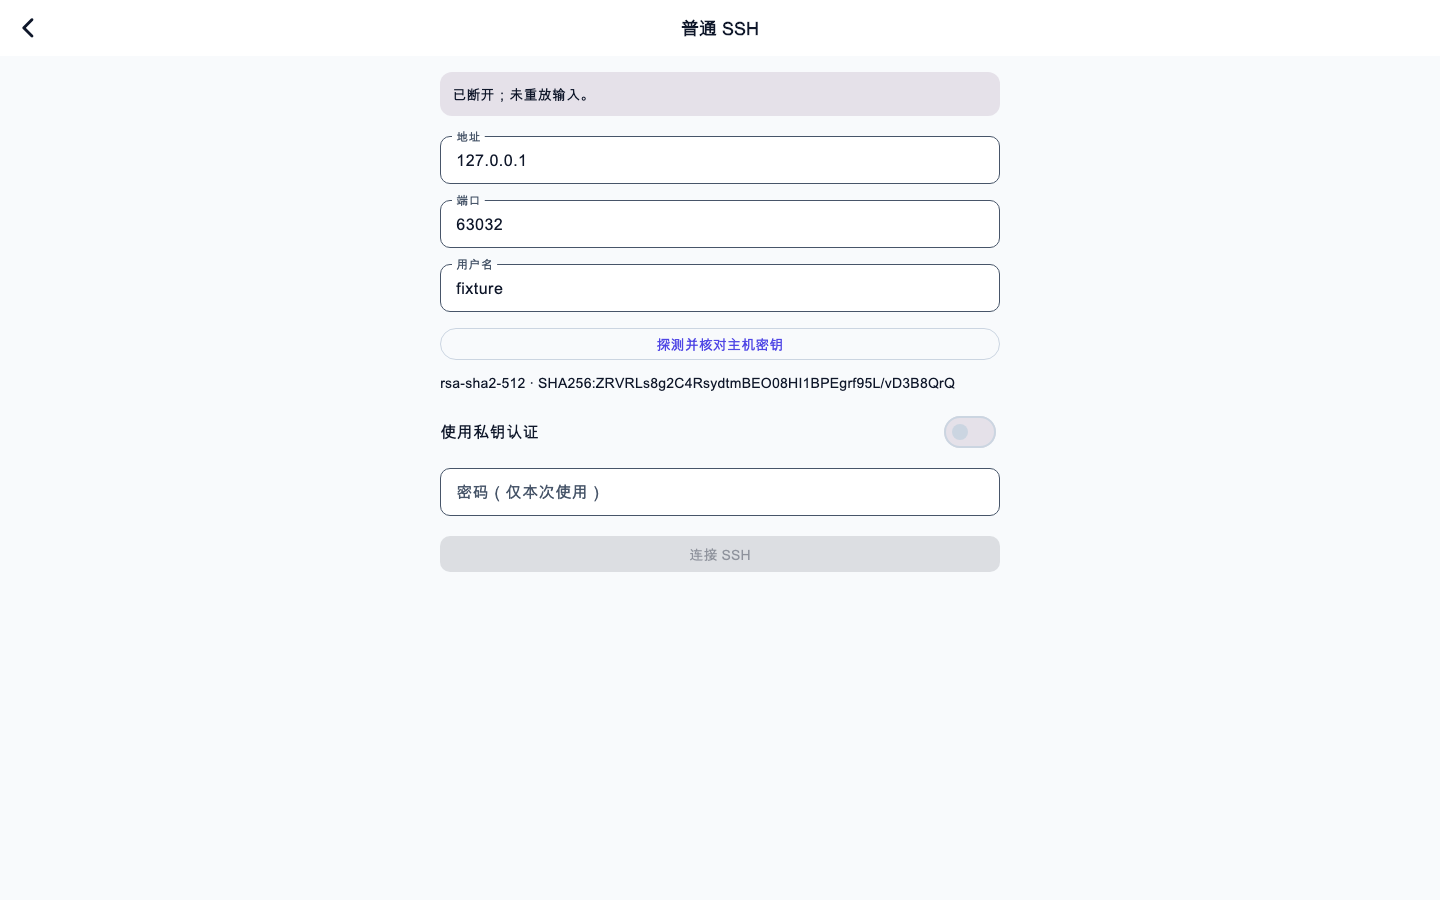 普通 SSH
已断开；未重放输入。
地址
127.0.0.1
端口
63032
用户名
fixture
探测并核对主机密钥
rsa-sha2-512 · SHA256:ZRVRLs8g2C4RsydtmBEO08HI1BPEgrf95L/vD3B8QrQ
使用私钥认证
密码（仅本次使用）
连接 SSH